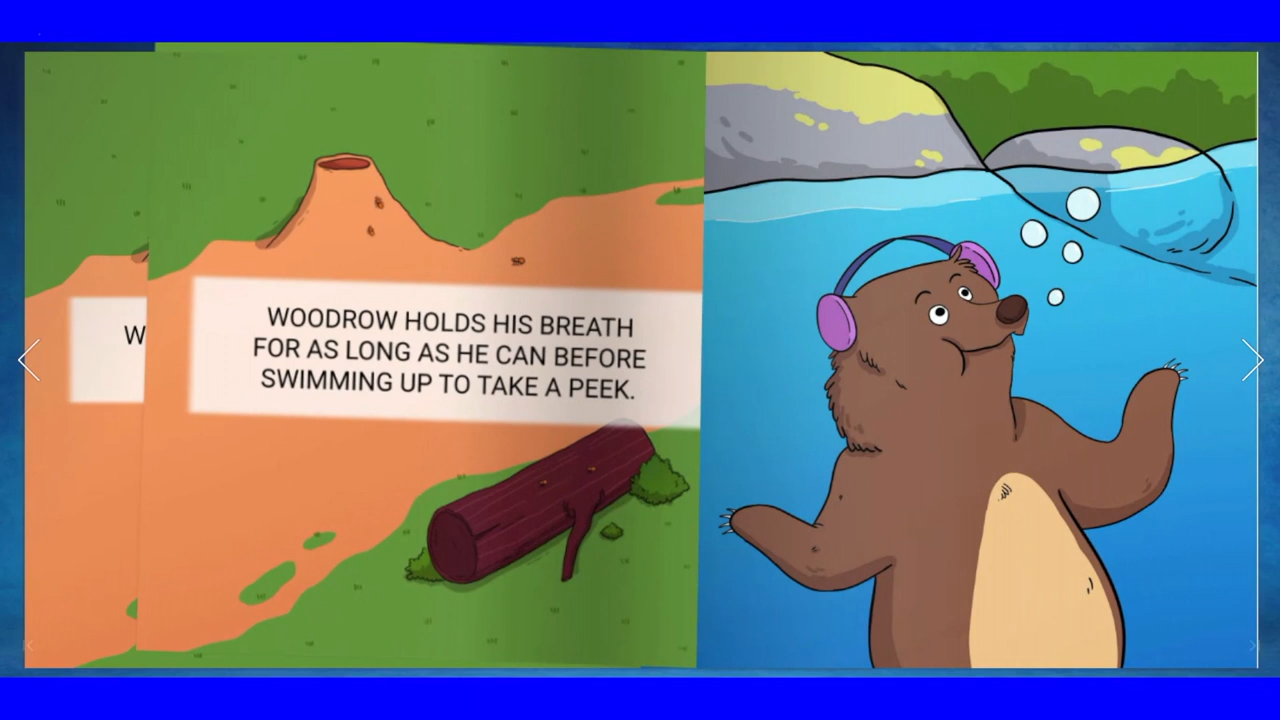 W
WOODROW HOLDS HIS BREATH
FOR AS LONG AS HE CAN BEFORE
SWIMMING UP TO TAKE A PEEK.